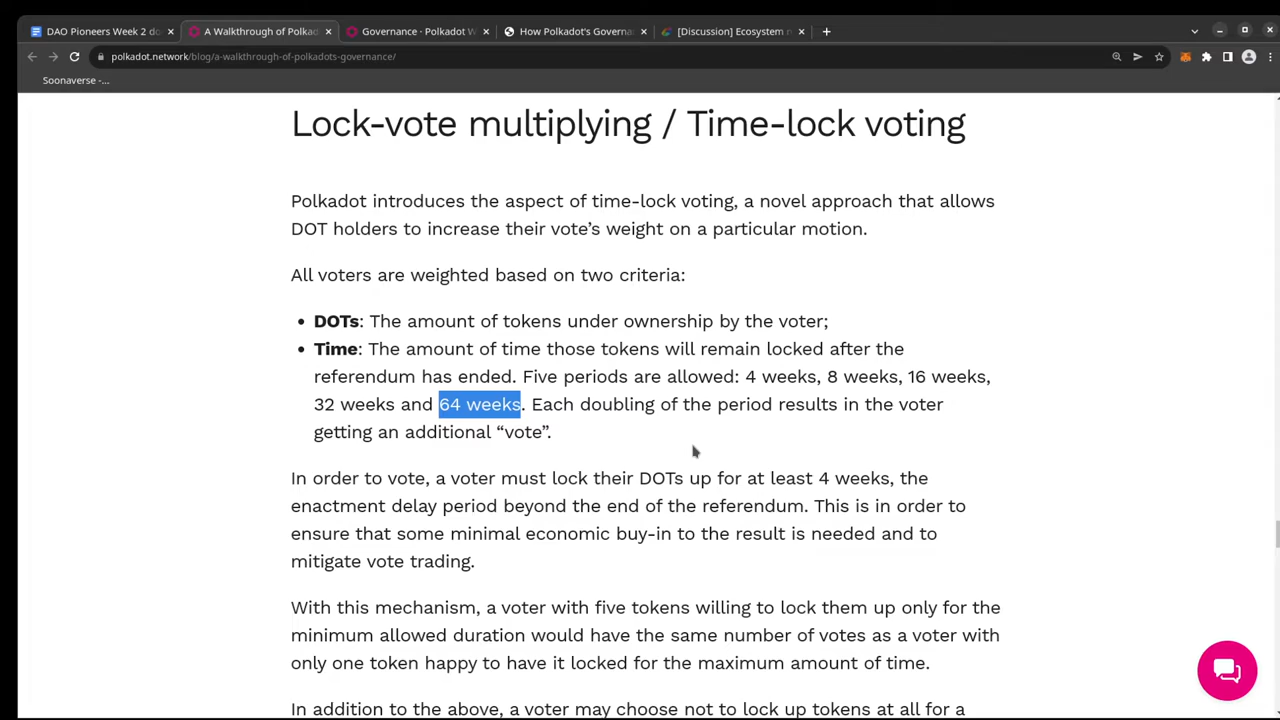 DAO Pioneers Week 2 do
A Walkthrough of Polkad
Governance · Polkadot W
How Polkadot's Governa
[Discussion] Ecosystem r
polkadot.network/blog/a-walkthrough-of-polkadots-governance/
Soonaverse -...
Lock-vote multiplying / Time-lock voting
Polkadot introduces the aspect of time-lock voting, a novel approach that allows
DOT holders to increase their vote’s weight on a particular motion.
All voters are weighted based on two criteria:
• DOTs: The amount of tokens under ownership by the voter;
• Time: The amount of time those tokens will remain locked after the
referendum has ended. Five periods are allowed: 4 weeks, 8 weeks, 16 weeks,
32 weeks and 64 weeks. Each doubling of the period results in the voter
getting an additional “vote”.
In order to vote, a voter must lock their DOTs up for at least 4 weeks, the
enactment delay period beyond the end of the referendum. This is in order to
ensure that some minimal economic buy-in to the result is needed and to
mitigate vote trading.
With this mechanism, a voter with five tokens willing to lock them up only for the
minimum allowed duration would have the same number of votes as a voter with
only one token happy to have it locked for the maximum amount of time.
In addition to the above, a voter may choose not to lock up tokens at all for a